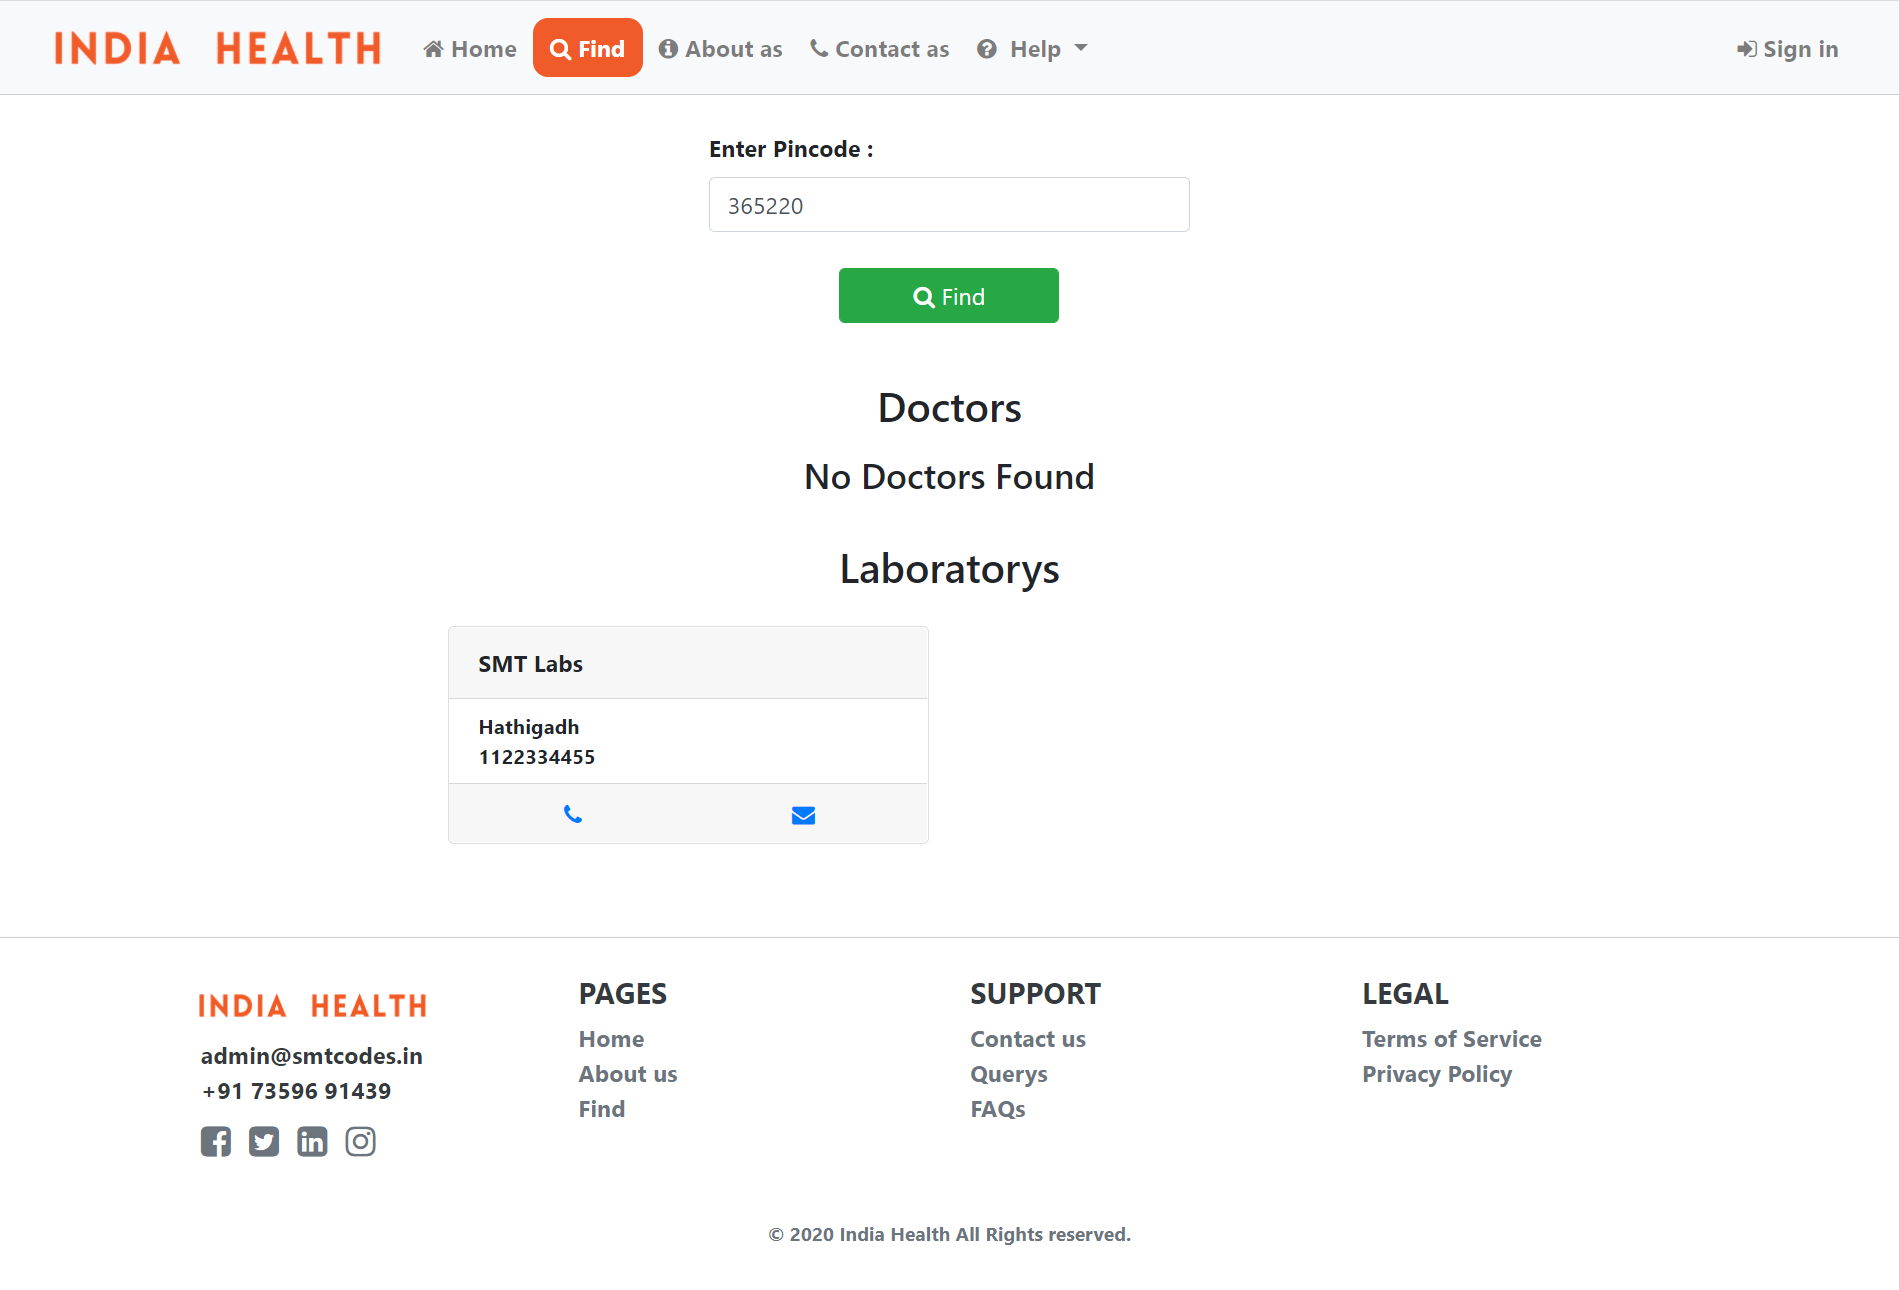 INDIA HEALTH Home Find About as Contact as Help Sign in
Enter Pincode :
365220
Find
Doctors
No Doctors Found
Laboratorys
SMT Labs
Hathigadh
1122334455
INDIA HEALTH
admin@smtcodes.in
+91 73596 91439
PAGES
Home
About us
Find
SUPPORT
Contact us
Querys
FAQs
LEGAL
Terms of Service
Privacy Policy
© 2020 India Health All Rights reserved.